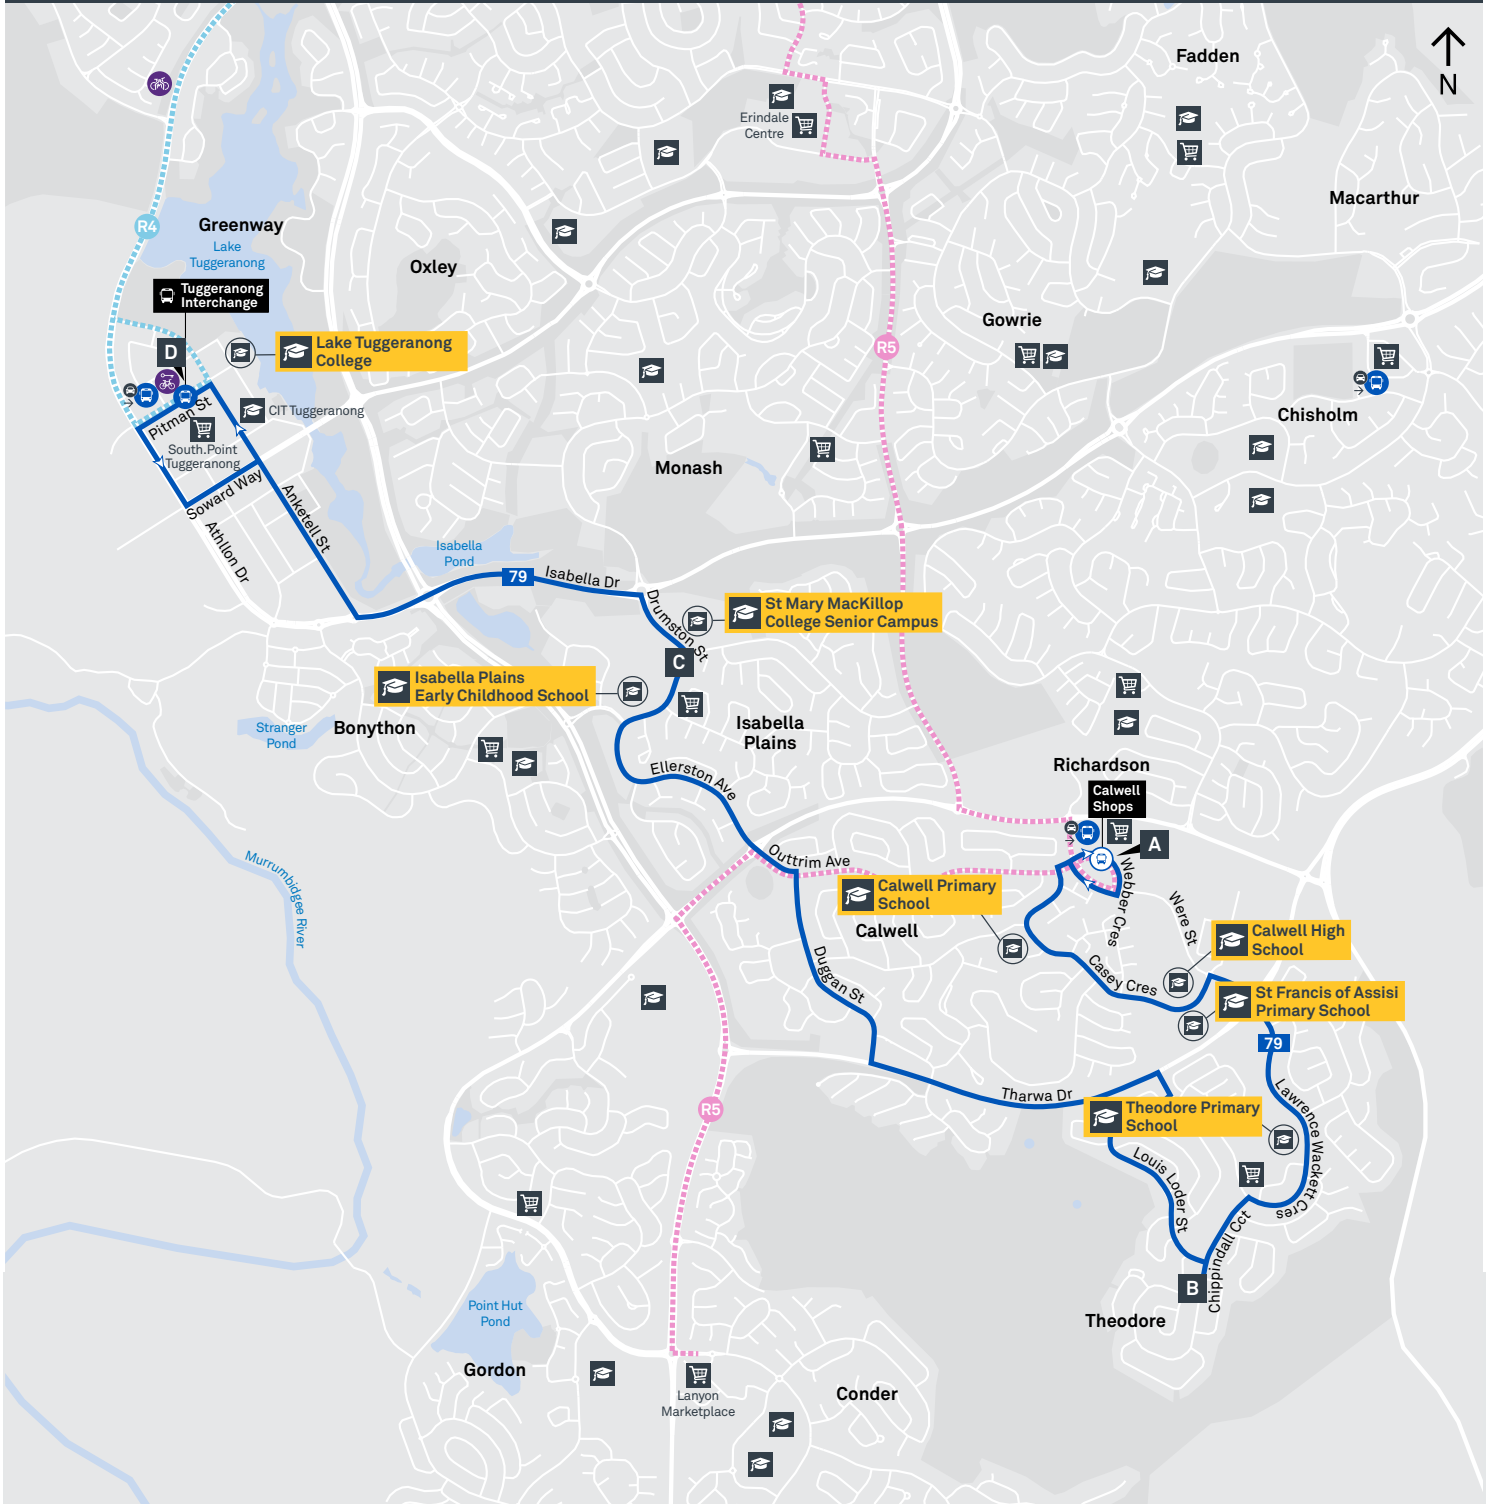 Fadden
N
Erindale
Centre
Macarthur
R4
Greenway
Lake
Tuggeranong
Oxley
Tuggeranong
Interchange
Gowrie
R5
D
Lake Tuggeranong
College
Chisholm
Pitman St
CIT Tuggeranong
South.Point
Tuggeranong
Monash
Soward Way
Anketell St
Athllon Dr
Isabella
Pond
79
Isabella Dr
Drumston St
St Mary MacKillop
College Senior Campus
C
Isabella Plains
Early Childhood School
Stranger
Pond
Bonython
Isabella
Plains
Ellerston Ave
Richardson
Calwell
Shops
A
Outtrim Ave
Webber Cres
Calwell Primary
School
Were St
Calwell
Calwell High
School
Murrumbidgee River
Duggan St
Casey Cres
St Francis of Assisi
Primary School
79
Tharwa Dr
Lawrence Wackett Cres
R5
Theodore Primary
School
Louis Loder St
Chippindall Cct
B
Theodore
Point Hut
Pond
Gordon
Lanyon
Marketplace
Conder